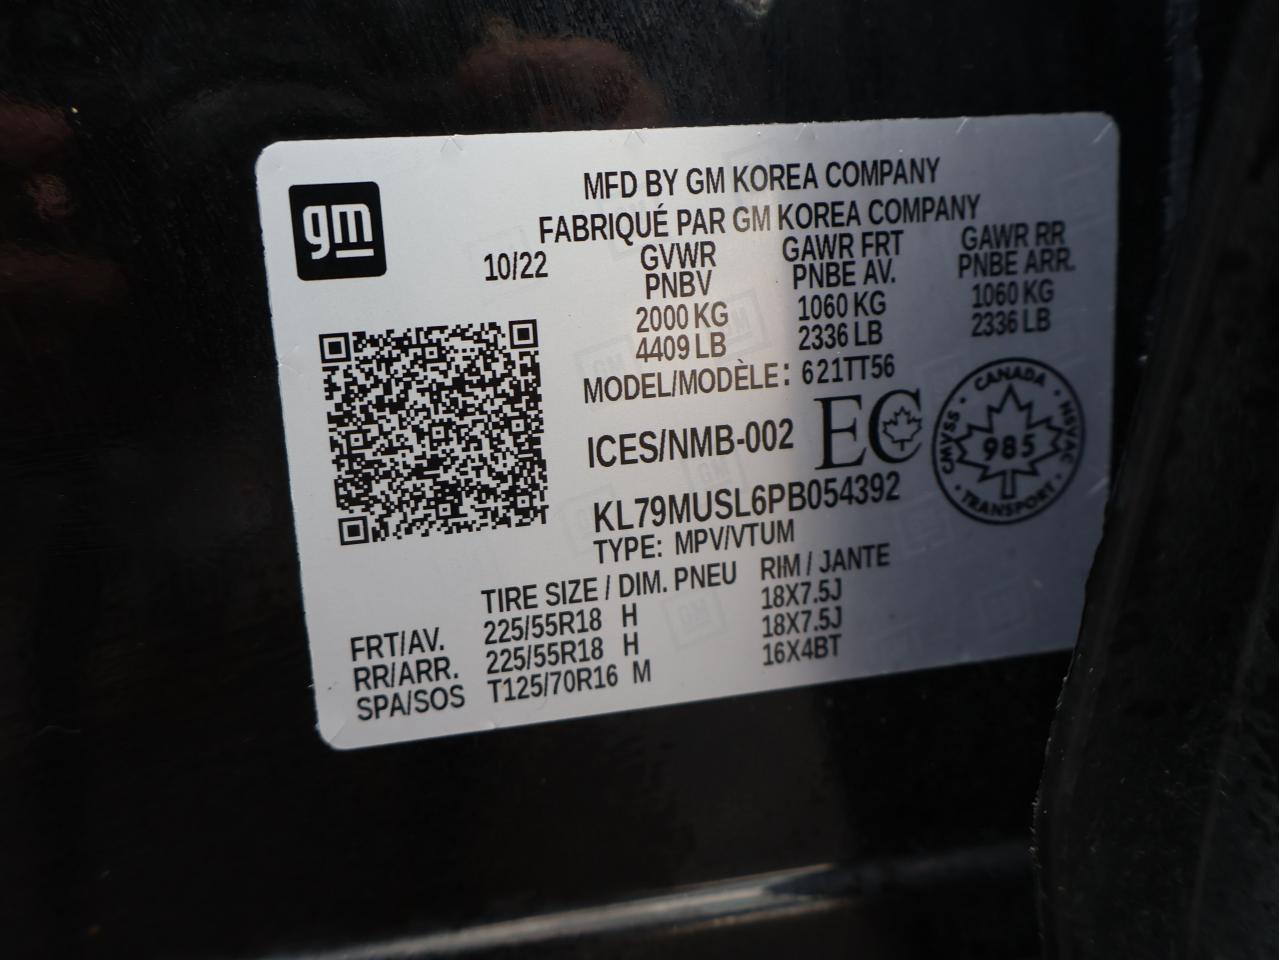 gm
MFD BY GM KOREA COMPANY
FABRIQUÉ PAR GM KOREA COMPANY
10/22
GVWR
PNBV
2000 KG
4409 LB
GAWR FRT
PNBE AV.
1060 KG
2336 LB
GAWR RR
PNBE ARR.
1060 KG
2336 LB
MODEL/MODÈLE: 621TT56
ICES/NMB-002
EC
CANADA
CMVSS
NSVAC
985
TRANSPORT
KL79MUSL6PB054392
TYPE: MPV/VTUM
TIRE SIZE / DIM. PNEU RIM / JANTE
FRT/AV. 225/55R18 H 18X7.5J
RR/ARR. 225/55R18 H 18X7.5J
SPA/SOS T125/70R16 M 16X4BT